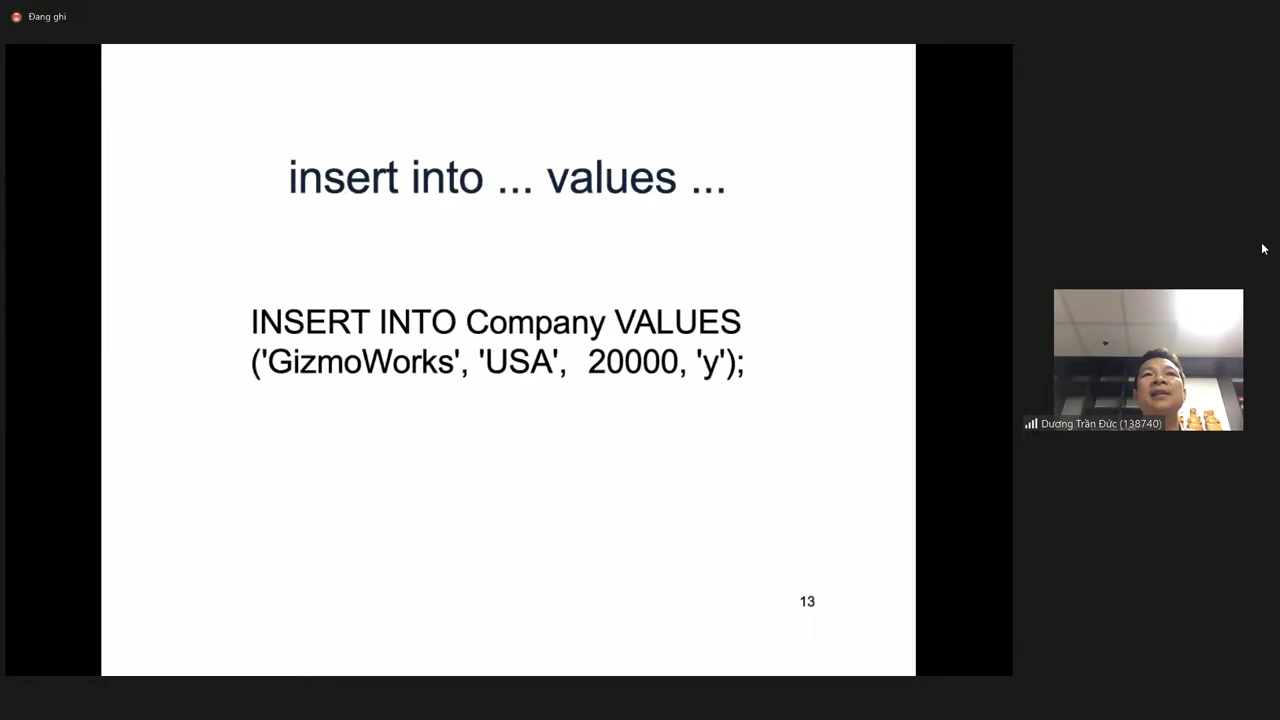 Đang ghi
insert into ... values ...
INSERT INTO Company VALUES
('GizmoWorks', 'USA',  20000, 'y');
Dương Trần Đức (138740)
13